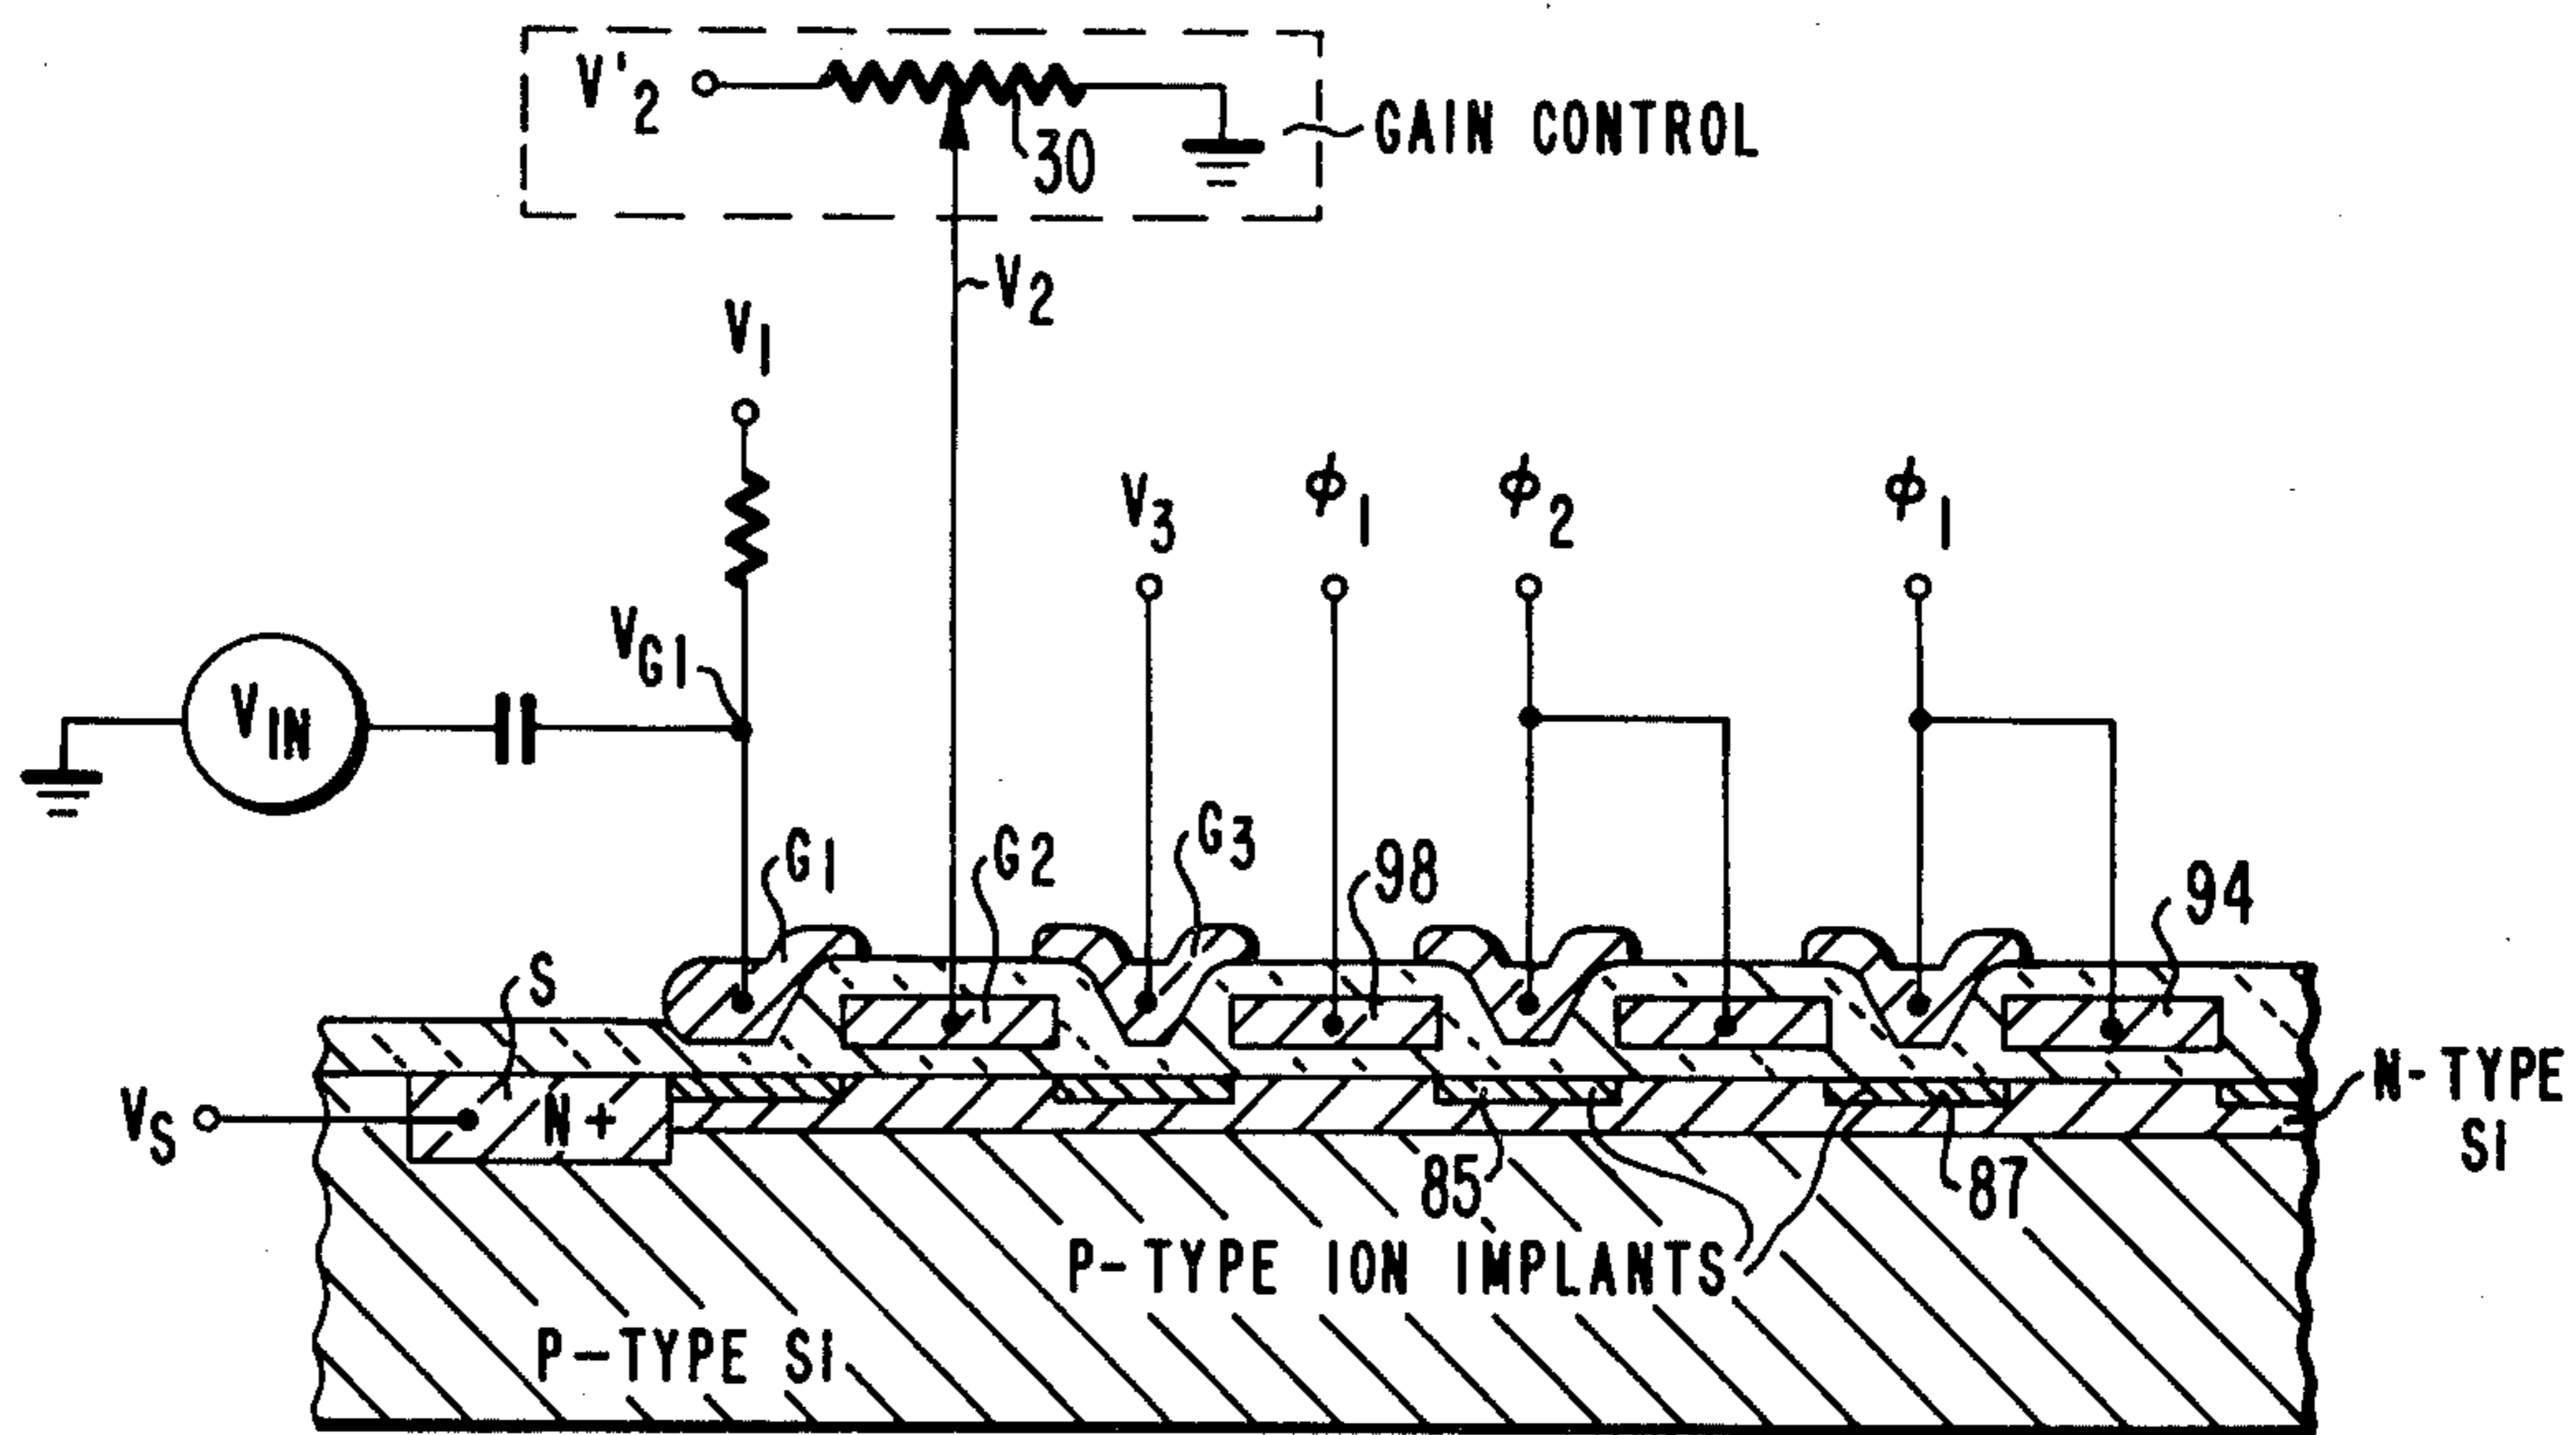 V'2
30
GAIN CONTROL
V2
V1
V3
ϕ1
ϕ2
ϕ1
VG1
VIN
G1
G2
G3
98
94
S
VS
N+
85
87
N-TYPE
SI
P-TYPE ION IMPLANTS
P-TYPE SI